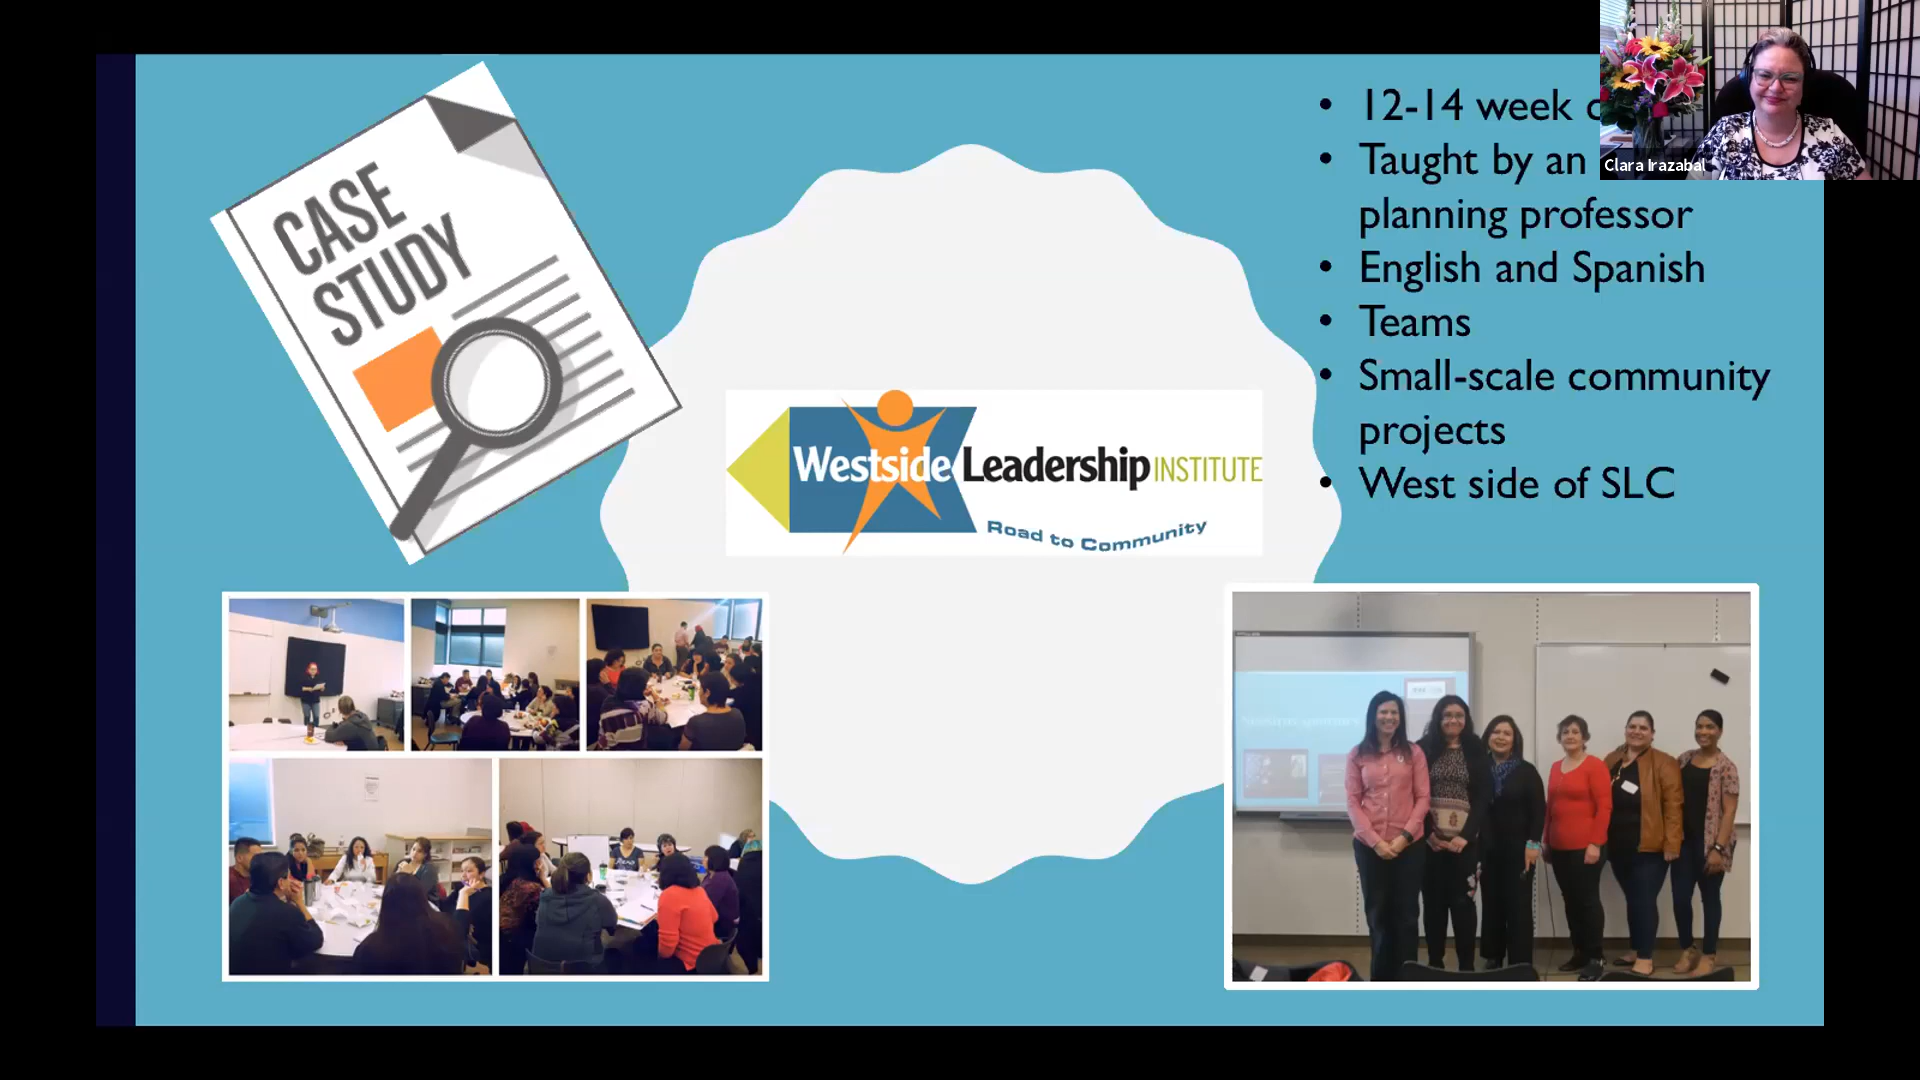 CASE
STUDY
Westside Leadership INSTITUTE
Road to Community
• 12-14 week
• Taught by an
planning professor
• English and Spanish
• Teams
• Small-scale community
projects
• West side of SLC
Clara Irazabal